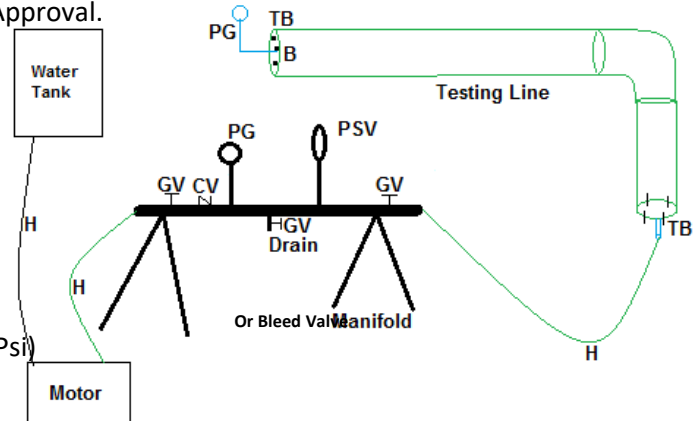 Approval.
TB
PG
B
Water
Tank
Testing Line
PG
PSV
GV
CV
GV
GV
Drain
TB
H
H
Or Bleed Valve
Manifold
H
Psi)
Motor